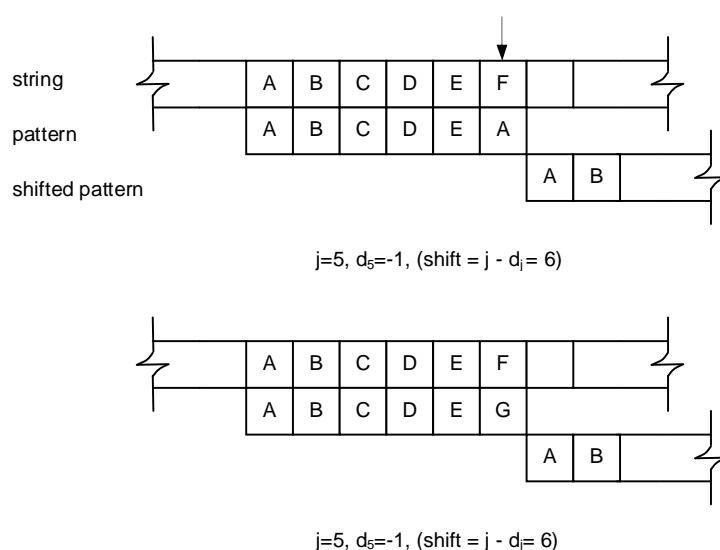 string A B C D E F
pattern A B C D E A
shifted pattern A B
j=5, d₅=-1, (shift = j - dⱼ= 6)
A B C D E F
A B C D E G
A B
j=5, d₅=-1, (shift = j - dⱼ= 6)